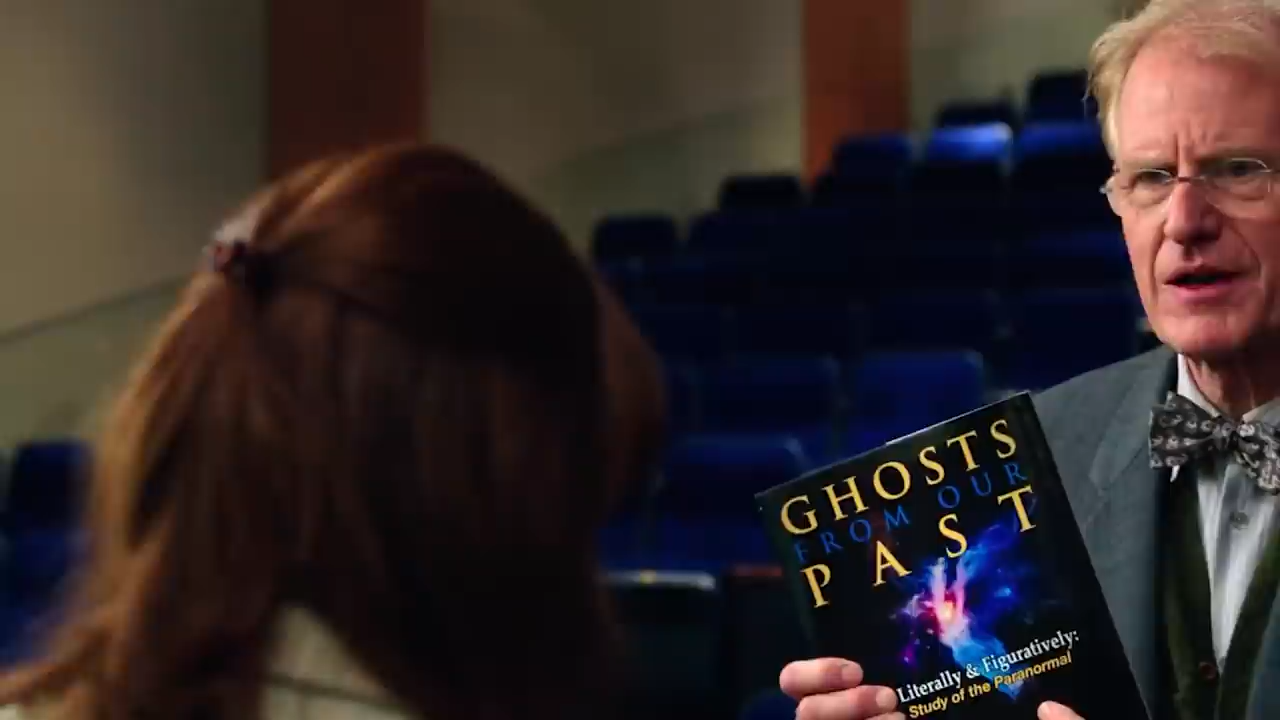 GHOSTS
FROM OUR
PAST
Literally & Figuratively:
Study of the Paranormal